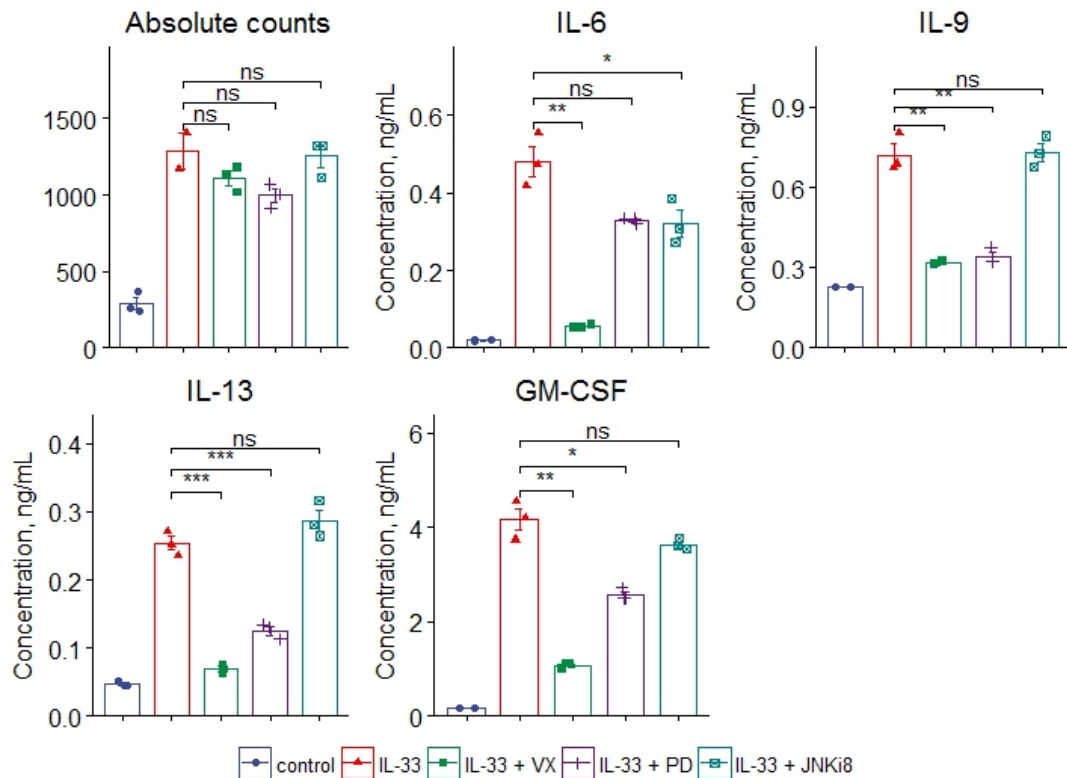 Absolute counts
ns
ns
ns
1500
1000
500
0
IL-6
Concentration, ng/mL
*
ns
**
0.6
0.4
0.2
0.0
IL-9
Concentration, ng/mL
ns
**
**
0.9
0.6
0.3
0.0
IL-13
Concentration, ng/mL
ns
***
***
0.4
0.3
0.2
0.1
0.0
GM-CSF
Concentration, ng/mL
ns
*
**
6
4
2
0
control IL-33 IL-33 + VX IL-33 + PD IL-33 + JNKi8